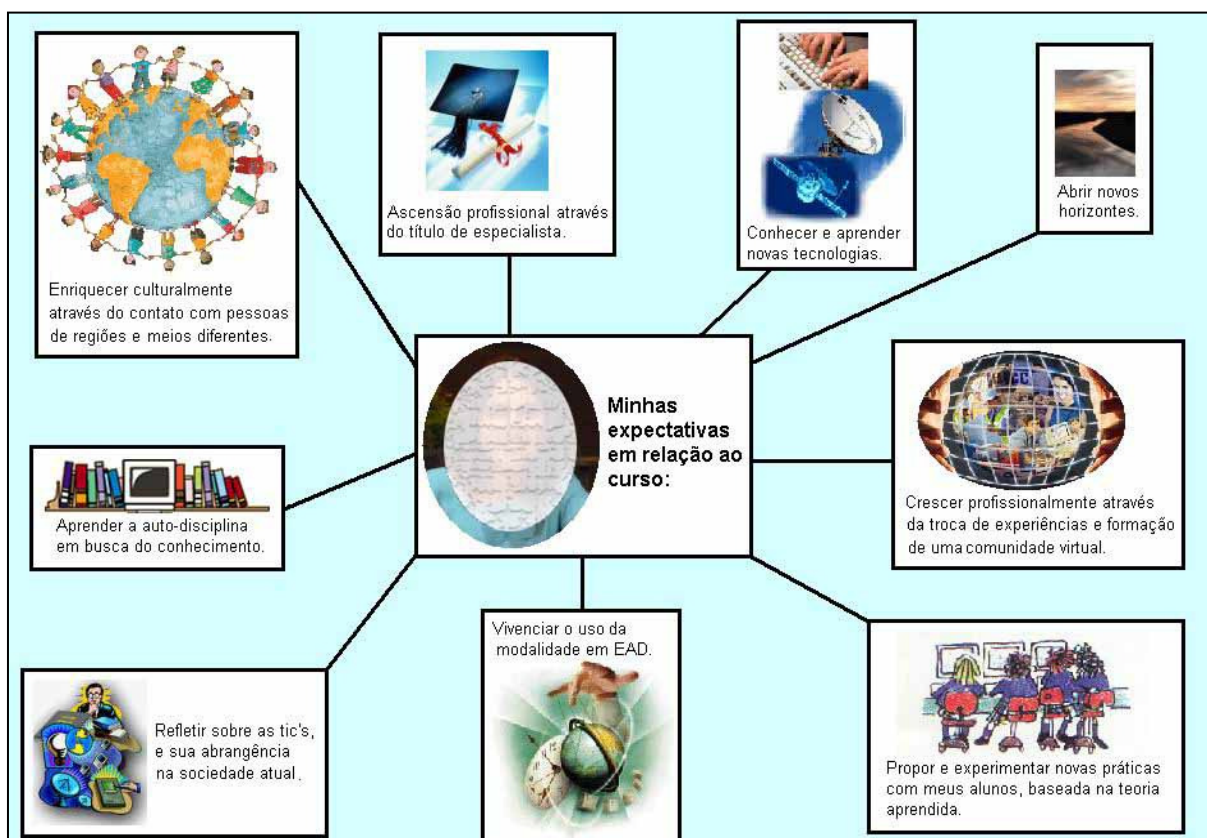 Enriquecer culturalmente
através do contato com pessoas
de regiões e meios diferentes.
Ascensão profissional através
do título de especialista.
Conhecer e aprender
novas tecnologias.
Abrir novos
horizontes.
Minhas
expectativas
em relação ao
curso:
Aprender a auto-disciplina
em busca do conhecimento.
Crescer profissionalmente através
da troca de experiências e formação
de uma comunidade virtual.
Refletir sobre as tic's,
e sua abrangência
na sociedade atual.
Vivenciar o uso da
modalidade em EAD.
Propor e experimentar novas práticas
com meus alunos, baseada na teoria
aprendida.